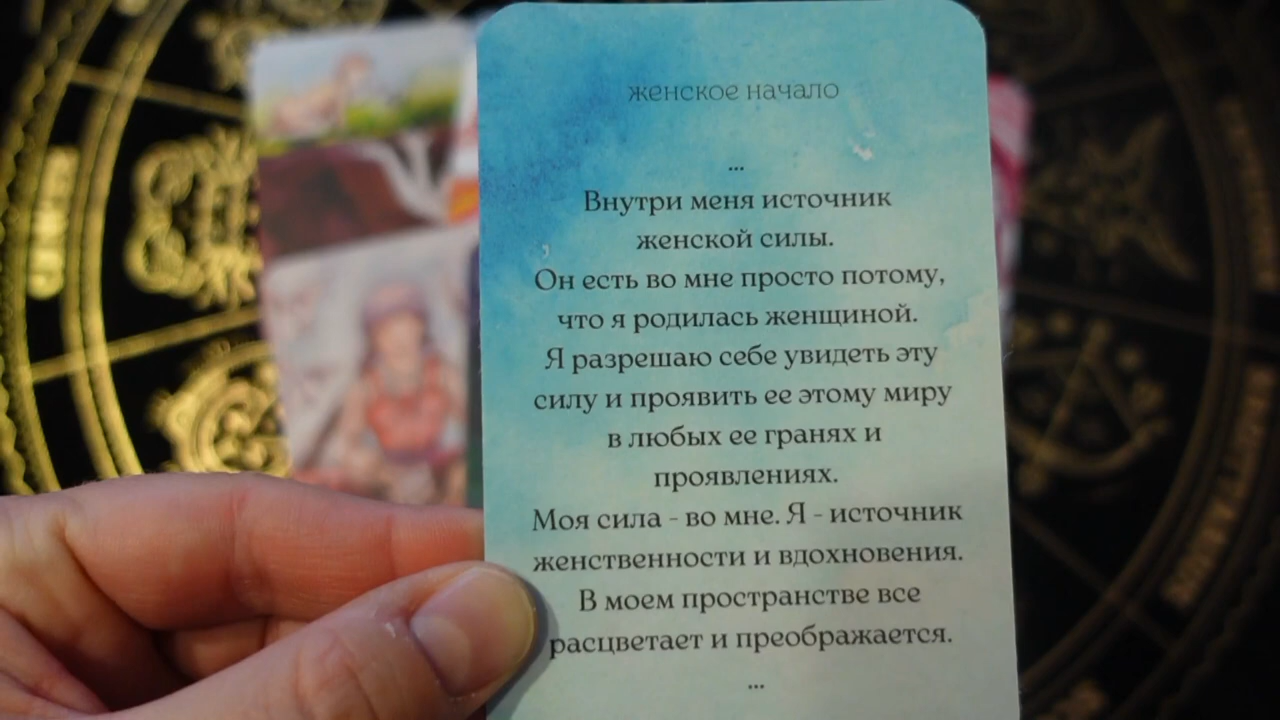 женское начало
...
Внутри меня источник
женской силы.
Он есть во мне просто потому,
что я родилась женщиной.
Я разрешаю себе увидеть эту
силу и проявить ее этому миру
в любых ее гранях и
проявлениях.
Моя сила - во мне. Я - источник
женственности и вдохновения.
В моем пространстве все
расцветает и преображается.
...